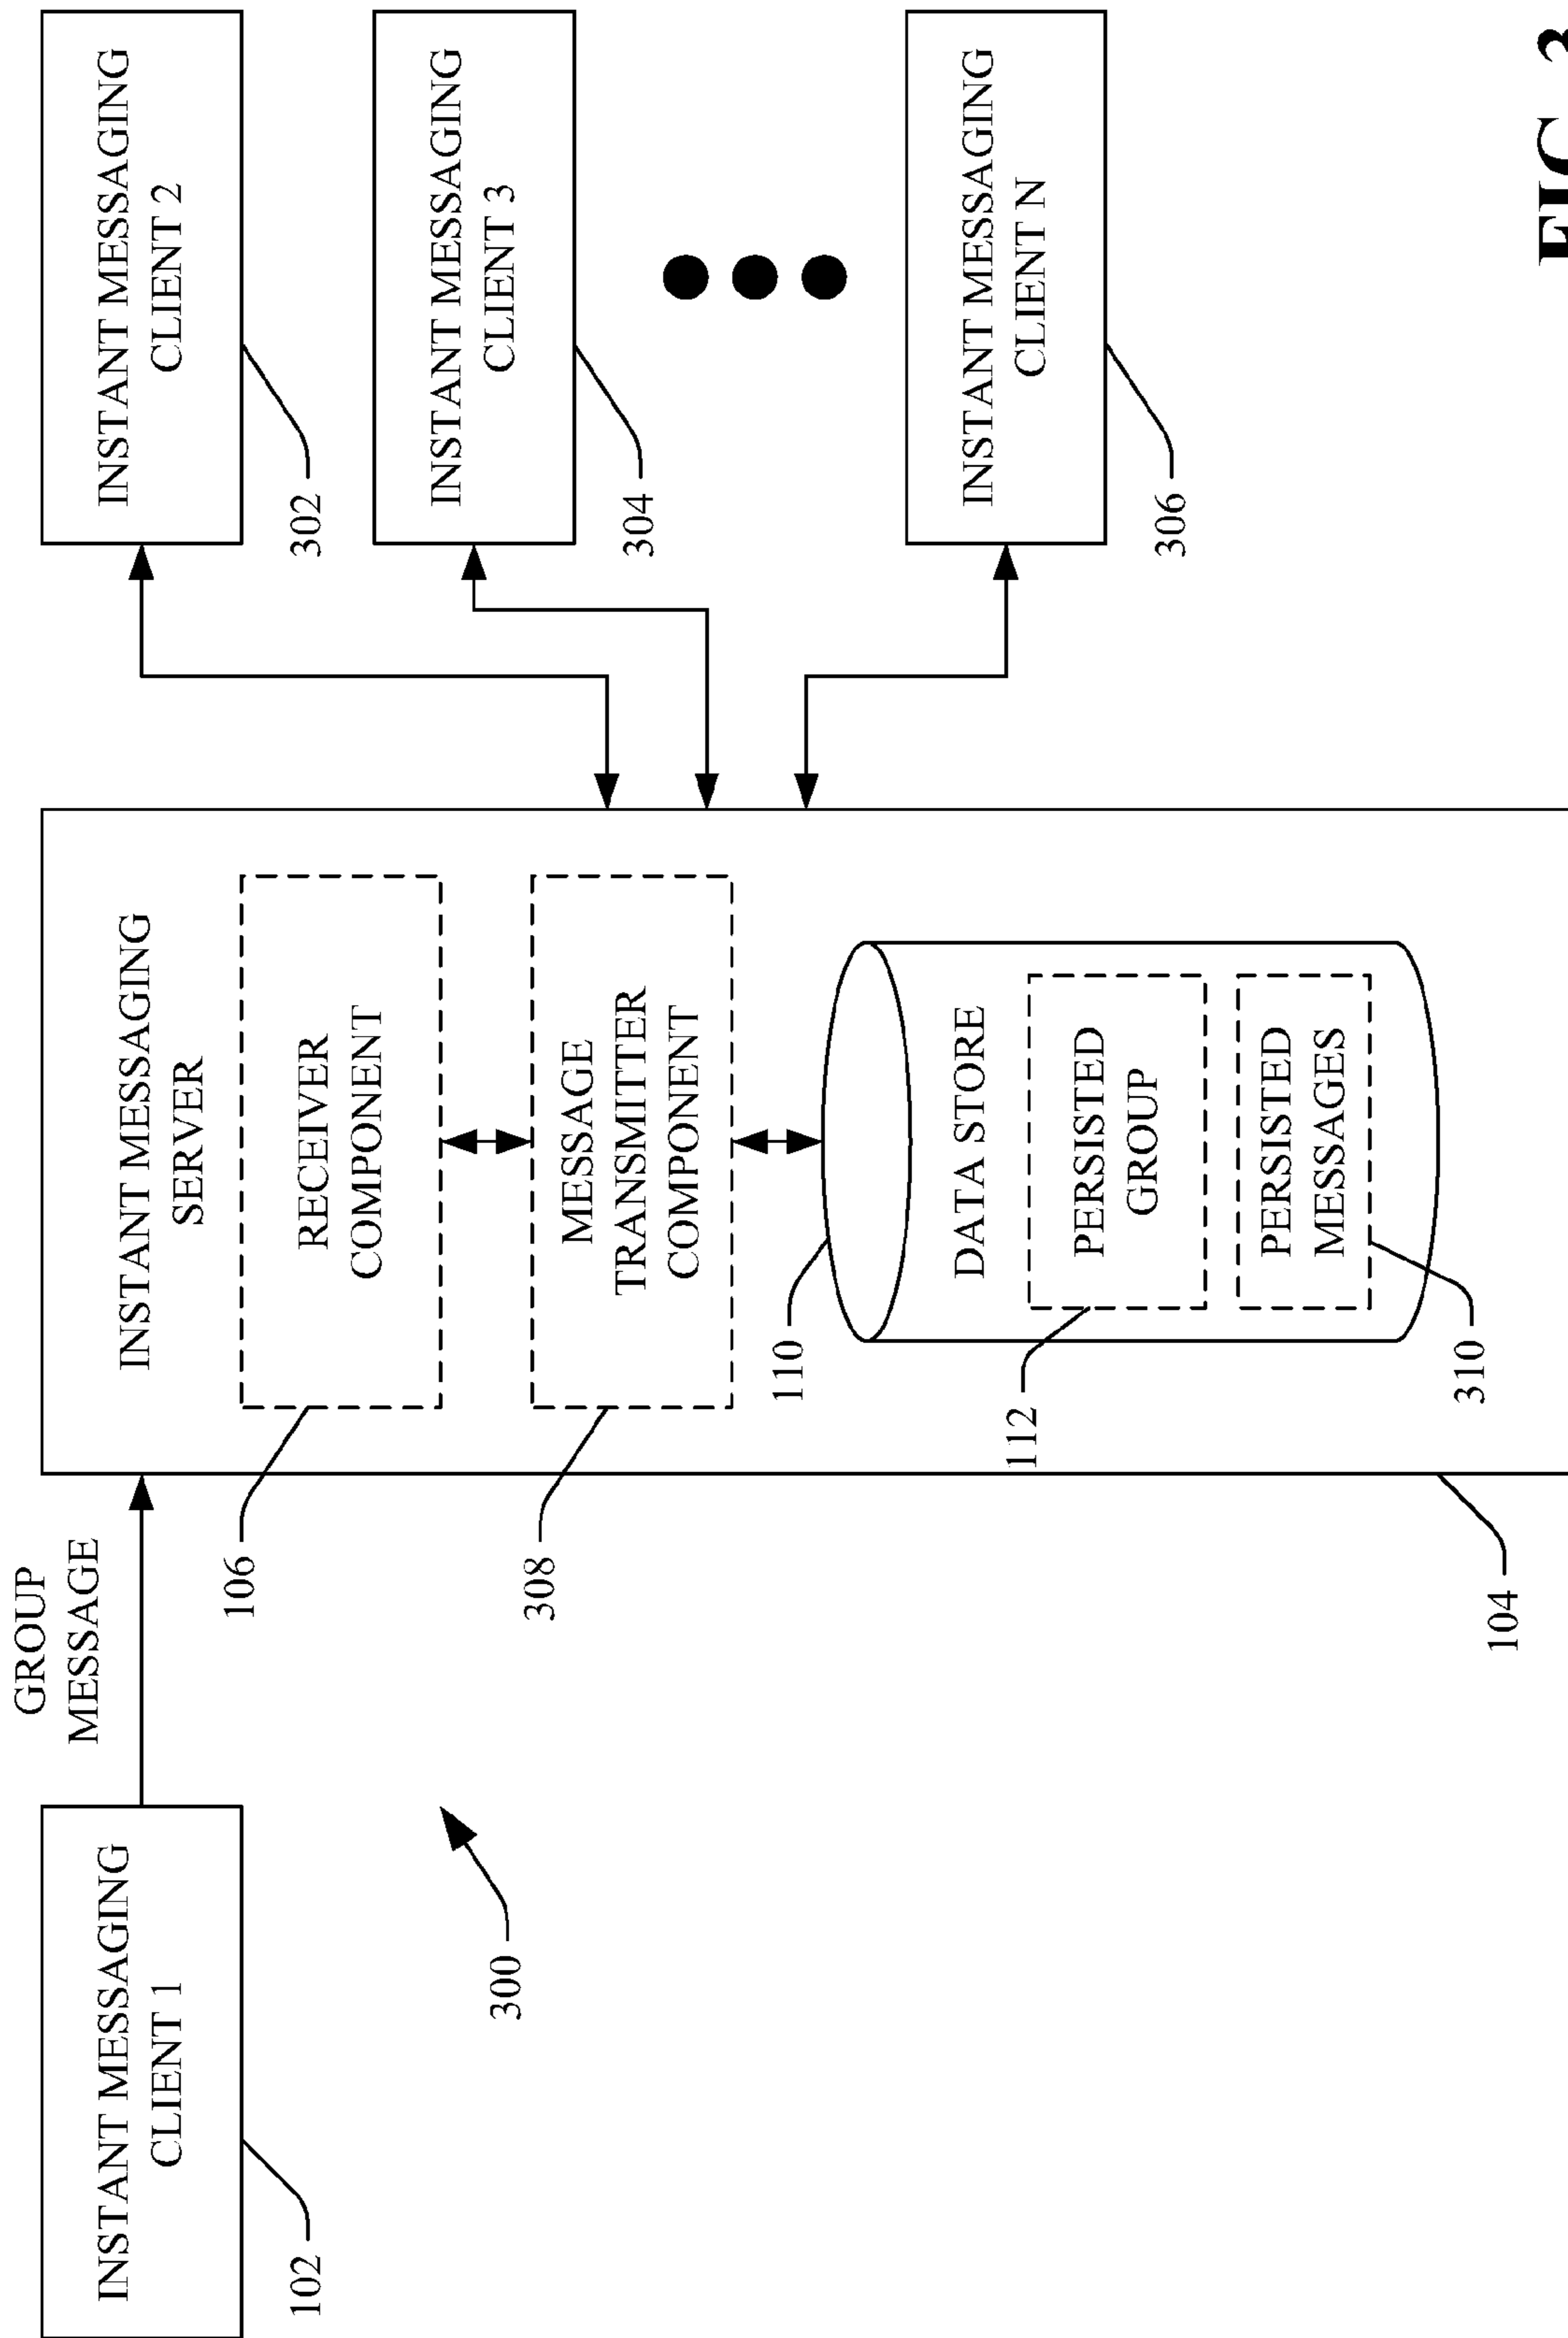 GROUP
MESSAGE
INSTANT MESSAGING
CLIENT 1
102
300
INSTANT MESSAGING
SERVER
RECEIVER
COMPONENT
106
MESSAGE
TRANSMITTER
COMPONENT
308
110
DATA STORE
PERSISTED
GROUP
112
PERSISTED
MESSAGES
310
104
INSTANT MESSAGING
CLIENT 2
302
INSTANT MESSAGING
CLIENT 3
304
INSTANT MESSAGING
CLIENT N
306
FIG. 3